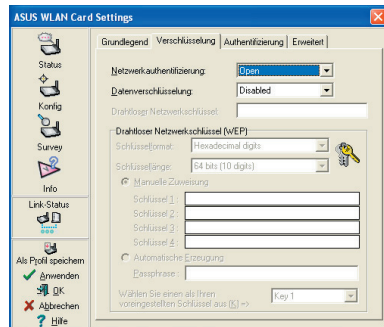 ASUS WLAN Card Settings
Status
Konfig
Survey
Info
Link-Status
Als Profil speichern
Anwenden
OK
Abbrechen
Hilfe
Grundlegend Verschlüsselung Authentifizierung Erweitert
Netzwerkauthentifizierung: Open
Datenverschlüsselung: Disabled
Drahtloser Netzwerkschlüssel:
Drahtloser Netzwerkschlüssel (WEP)
Schlüsselformat: Hexadecimal digits
Schlüssellänge: 64 bits (10 digits)
Manuelle Zuweisung
Schlüssel 1 :
Schlüssel 2 :
Schlüssel 3 :
Schlüssel 4 :
Automatische Erzeugung
Passphrase :
Wählen Sie einen als Ihren
voreingestellten Schlüssel aus (K) => Key 1